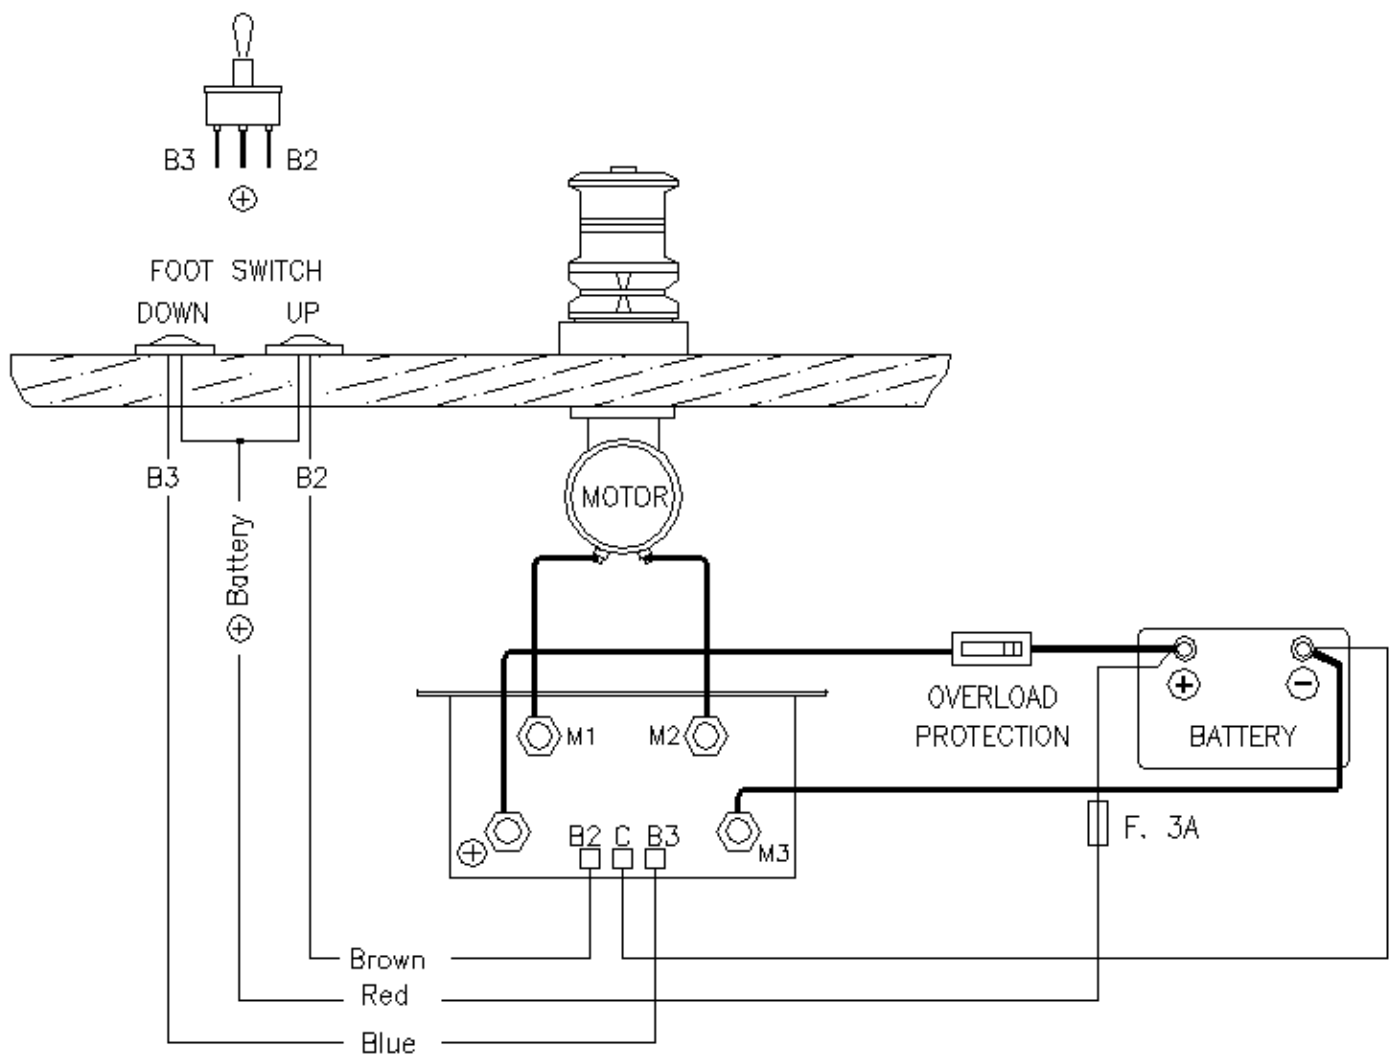 B3 B2
+
FOOT SWITCH
DOWN UP
B3 B2
MOTOR
+ Battery
OVERLOAD
PROTECTION
+ -
BATTERY
M1 M2
B2 C B3
+ M3
F. 3A
Brown
Red
Blue